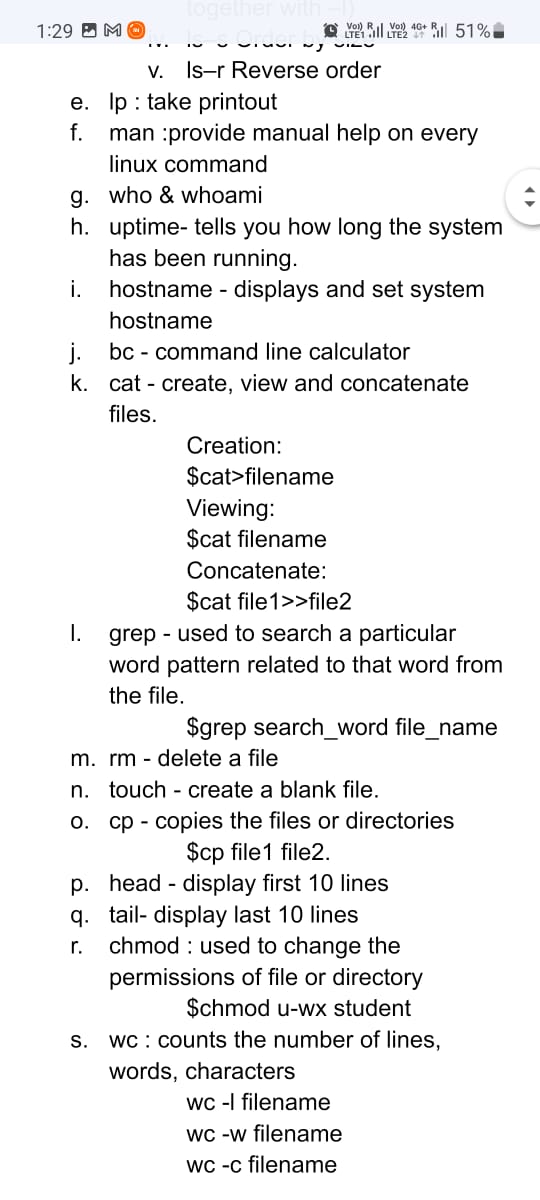 together with -l)
1:29 Vo) R Vo) 4G+ R 51%
LTE1 LTE2
iv. ls-s Order by size
v. ls–r Reverse order
e. lp : take printout
f. man :provide manual help on every
linux command
g. who & whoami
h. uptime- tells you how long the system
has been running.
i. hostname - displays and set system
hostname
j. bc - command line calculator
k. cat - create, view and concatenate
files.
Creation:
$cat>filename
Viewing:
$cat filename
Concatenate:
$cat file1>>file2
l. grep - used to search a particular
word pattern related to that word from
the file.
$grep search_word file_name
m. rm - delete a file
n. touch - create a blank file.
o. cp - copies the files or directories
$cp file1 file2.
p. head - display first 10 lines
q. tail- display last 10 lines
r. chmod : used to change the
permissions of file or directory
$chmod u-wx student
s. wc : counts the number of lines,
words, characters
wc -l filename
wc -w filename
wc -c filename